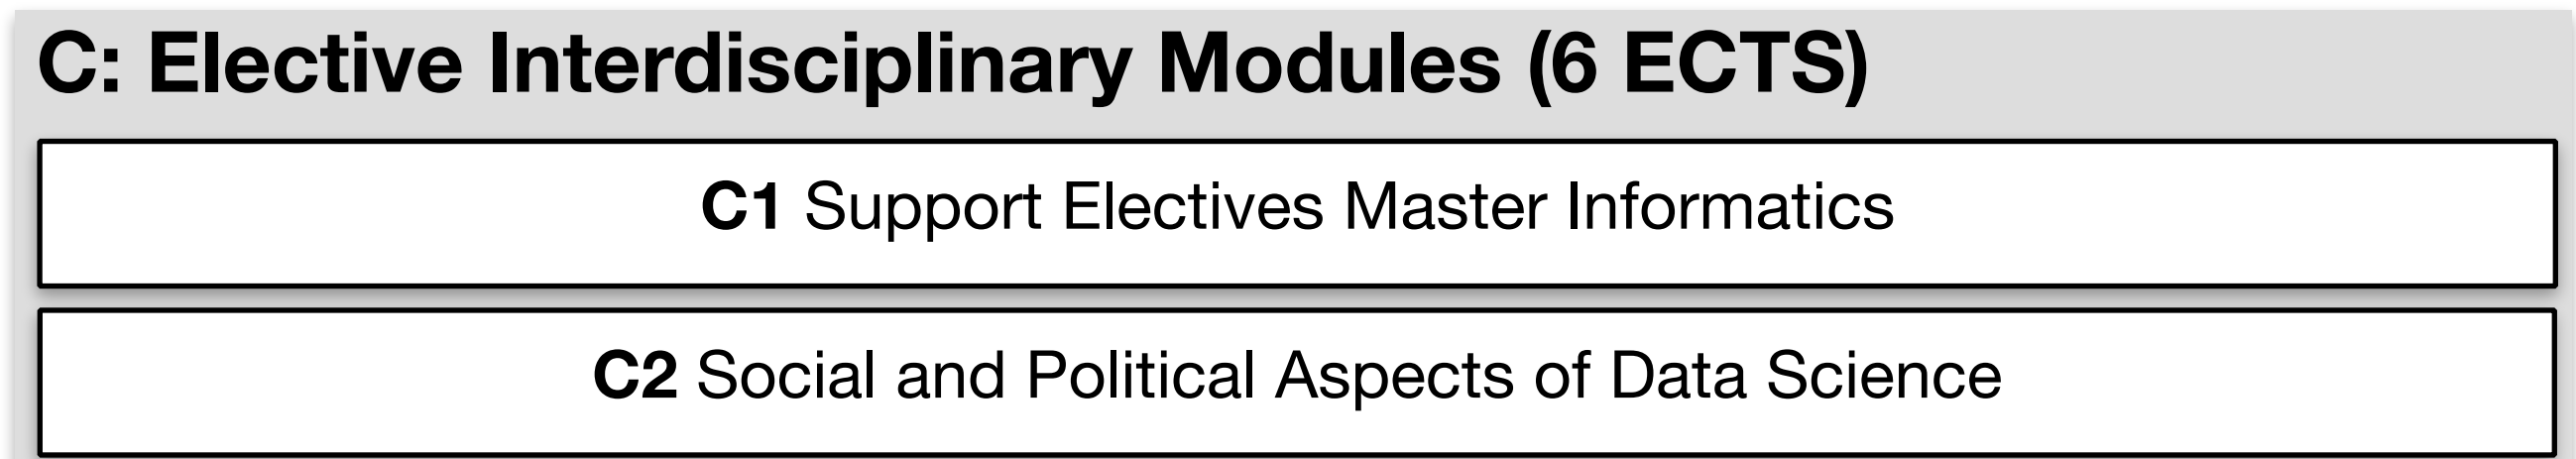 C: Elective Interdisciplinary Modules (6 ECTS)
C1 Support Electives Master Informatics
C2 Social and Political Aspects of Data Science